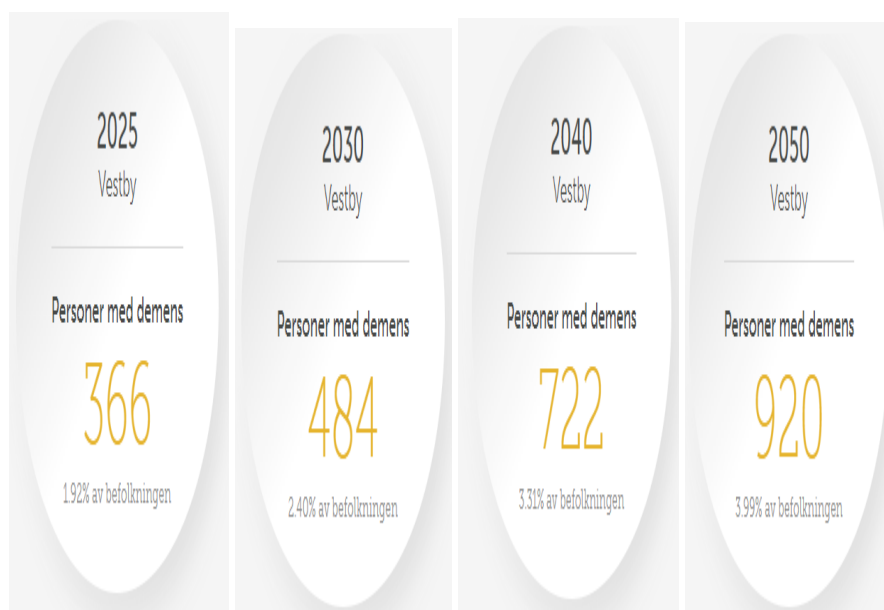 2025
Vestby
Personer med demens
366
1.92% av befolkningen
2030
Vestby
Personer med demens
484
2.40% av befolkningen
2040
Vestby
Personer med demens
722
3.31% av befolkningen
2050
Vestby
Personer med demens
920
3.99% av befolkningen